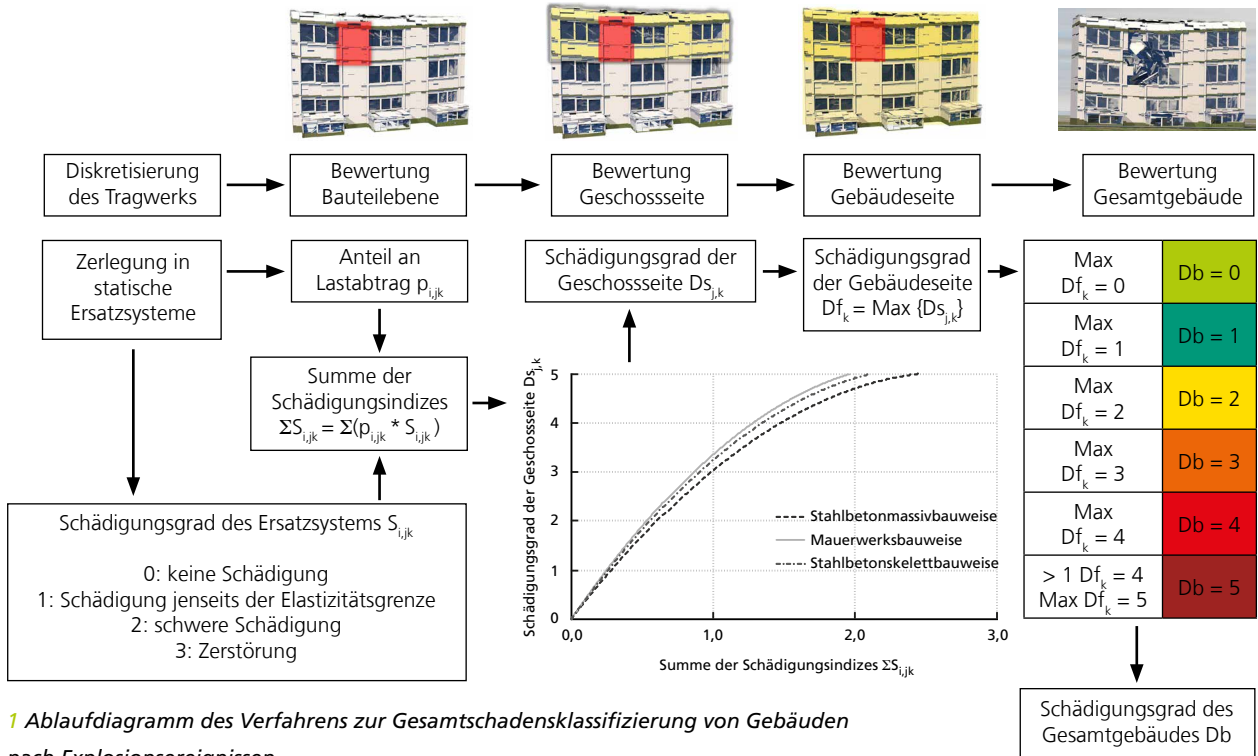 Diskretisierung
des Tragwerks
Bewertung
Bauteilebene
Bewertung
Geschossseite
Bewertung
Gebäudeseite
Bewertung
Gesamtgebäude
Zerlegung in
statische
Ersatzsysteme
Anteil an
Lastabtrag p_i,jk
Schädigungsgrad der
Geschossseite Ds_j,k
Schädigungsgrad
der Gebäudeseite
Df_k = Max {Ds_j,k}
Summe der
Schädigungsindizes
ΣS_i,jk = Σ(p_i,jk * S_i,jk)
Schädigungsgrad des Ersatzsystems S_i,jk
0: keine Schädigung
1: Schädigung jenseits der Elastizitätsgrenze
2: schwere Schädigung
3: Zerstörung
Schädigungsgrad der Geschossseite Ds_j,k
5
4
3
2
1
0
0,0
1,0
2,0
3,0
Stahlbetonmassivbauweise
Mauerwerksbauweise
Stahlbetonskelettbauweise
Summe der Schädigungsindizes ΣS_i,jk
Max
Df_k = 0
Db = 0
Max
Df_k = 1
Db = 1
Max
Df_k = 2
Db = 2
Max
Df_k = 3
Db = 3
Max
Df_k = 4
Db = 4
> 1 Df_k = 4
Max Df_k = 5
Db = 5
Schädigungsgrad des
Gesamtgebäudes Db
1 Ablaufdiagramm des Verfahrens zur Gesamtschadensklassifizierung von Gebäuden
nach Explosionsereignissen